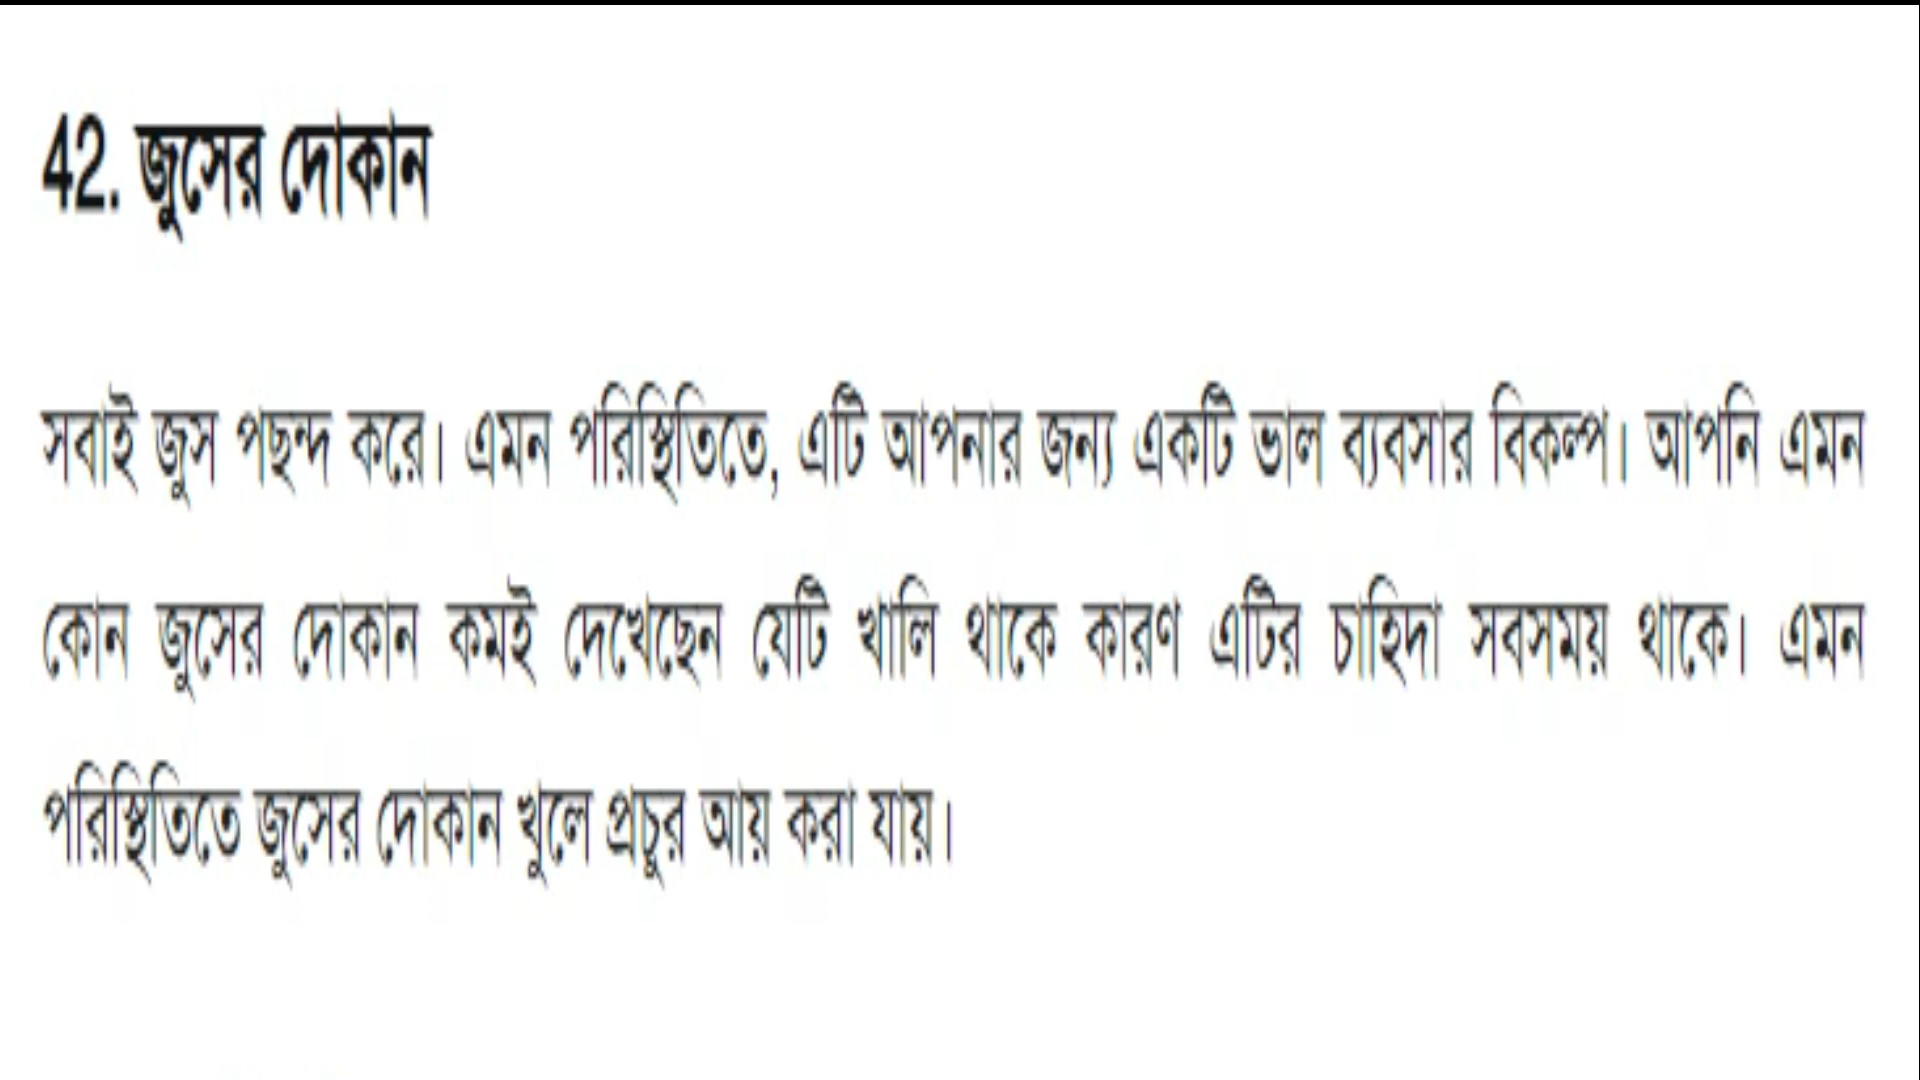 42. জুসের দোকান
সবাই জুস পছন্দ করে। এমন পরিস্থিতিতে, এটি আপনার জন্য একটি ভাল ব্যবসার বিকল্প। আপনি এমন
কোন জুসের দোকান কমই দেখেছেন যেটি খালি থাকে কারণ এটির চাহিদা সবসময় থাকে। এমন
পরিস্থিতিতে জুসের দোকান খুলে প্রচুর আয় করা যায়।